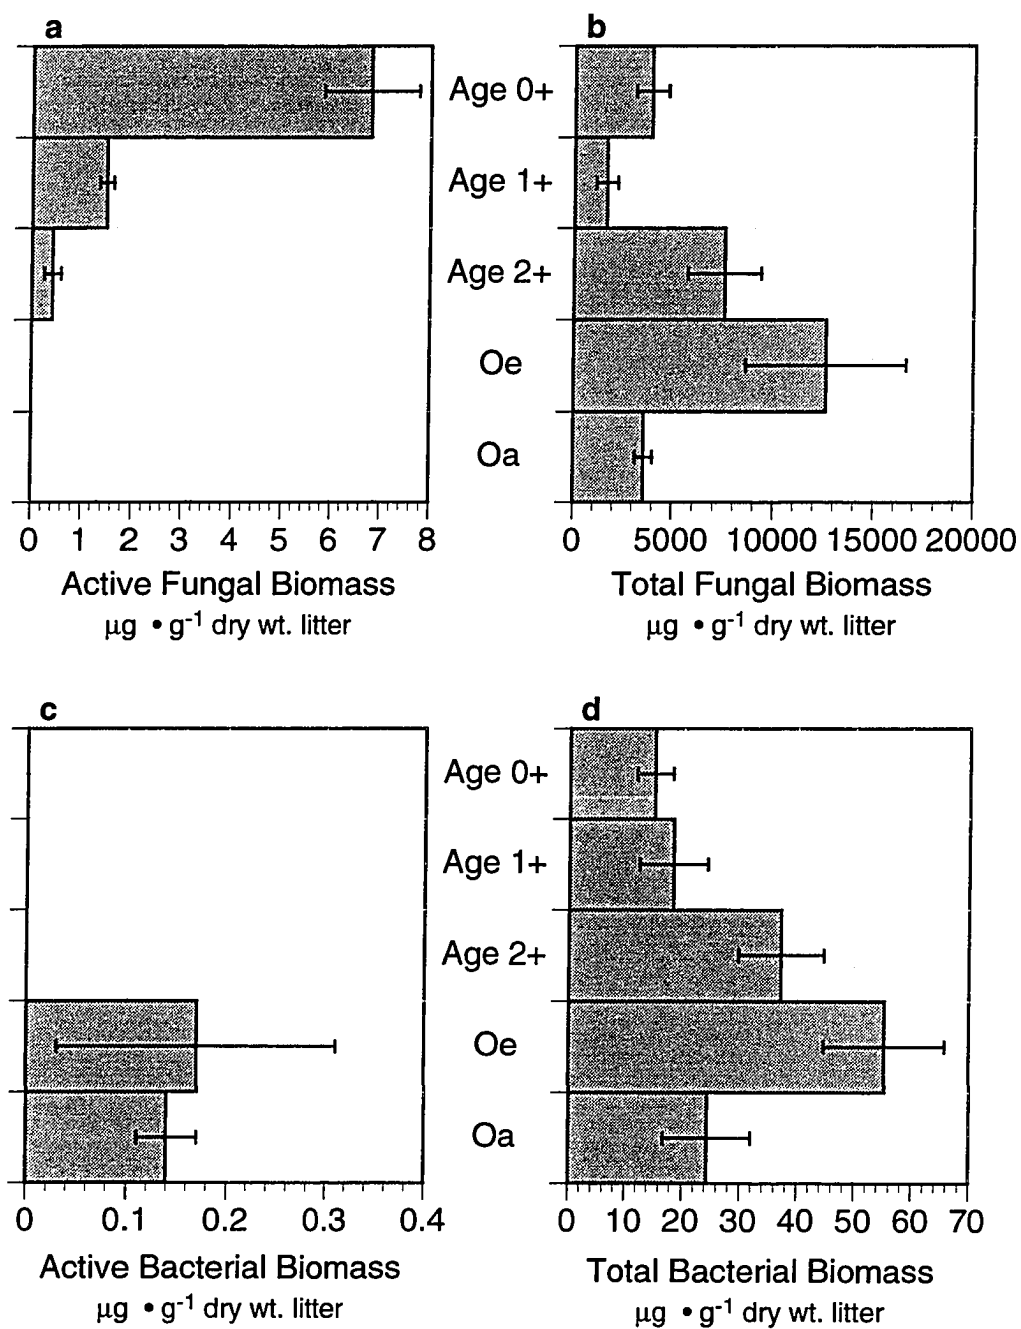 a
b
Age 0+
Age 1+
Age 2+
Oe
Oa
0 1 2 3 4 5 6 7 8
0 5000 10000 15000 20000
Active Fungal Biomass
Total Fungal Biomass
μg • g-1 dry wt. litter
μg • g-1 dry wt. litter
c
d
Age 0+
Age 1+
Age 2+
Oe
Oa
0 0.1 0.2 0.3 0.4
0 10 20 30 40 50 60 70
Active Bacterial Biomass
Total Bacterial Biomass
μg • g-1 dry wt. litter
μg • g-1 dry wt. litter